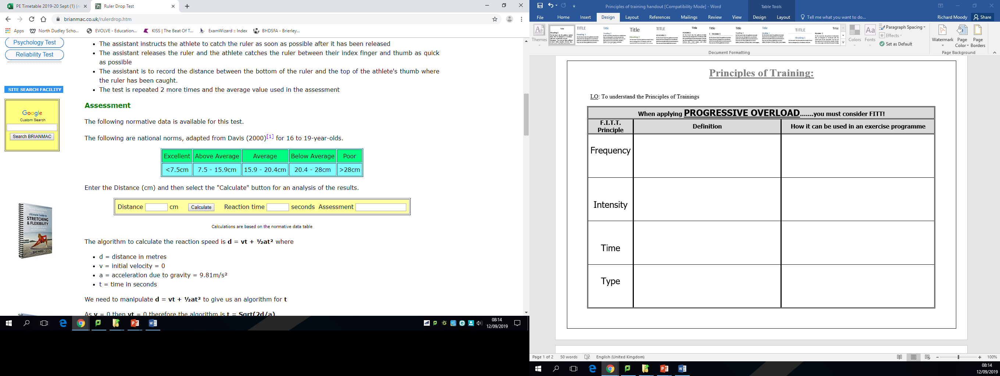 PE Timetable 2019-20 Sept (1) (n
Ruler Drop Test
brianmac.co.uk/rulerdrop.htm
Apps
North Dudley Scho...
EVOLVE - Education...
KISS | The Beat Of T...
ExamWizard :: Index
BHDSFA - Brierley...
Psychology Test
Reliability Test
SITE SEARCH FACILITY
Google
Custom Search
Search BRIANMAC
Ultimate Guide to
STRETCHING
& FLEXIBILITY
• The assistant instructs the athlete to catch the ruler as soon as possible after it has been released
• The assistant releases the ruler and the athlete catches the ruler between their index finger and thumb as quick
as possible
• The assistant is to record the distance between the bottom of the ruler and the top of the athlete's thumb where
the ruler has been caught.
• The test is repeated 2 more times and the average value used in the assessment
Assessment
The following normative data is available for this test.
The following are national norms, adapted from Davis (2000)[1] for 16 to 19-year-olds.
Excellent Above Average Average Below Average Poor
<7.5cm 7.5 - 15.9cm 15.9 - 20.4cm 20.4 - 28cm >28cm
Enter the Distance (cm) and then select the "Calculate" button for an analysis of the results.
Distance cm Calculate Reaction time seconds Assessment
Calculations are based on the normative data table
The algorithm to calculate the reaction speed is d = vt + ½at² where
• d = distance in metres
• v = initial velocity = 0
• a = acceleration due to gravity = 9.81m/s²
• t = time in seconds
We need to manipulate d = vt + ½at² to give us an algorithm for t
As v = 0 then vt = 0 therefore the algorithm is t = Sqrt(2d/a)
08:14
12/09/2019
Principles of training handout [Compatibility Mode] - Word
Table Tools
File Home Insert Design Layout References Mailings Review View Design Layout Tell me what you want to do... Richard Moody Share
Themes
Title
TITLE
Title
Title
TITLE
Title
Title
Title
Title
TITLE
TITLE
Colors
Fonts
Paragraph Spacing
Effects
Set as Default
Watermark
Page
Color
Page
Borders
Document Formatting
Page Background
Principles of Training:
LO: To understand the Principles of Trainings
When applying PROGRESSIVE OVERLOAD.......you must consider FITT!
F.I.T.T.
Principle
Definition
How it can be used in an exercise programme
Frequency
Intensity
Time
Type
Page 1 of 2 50 words English (United Kingdom) 100%
08:14
12/09/2019